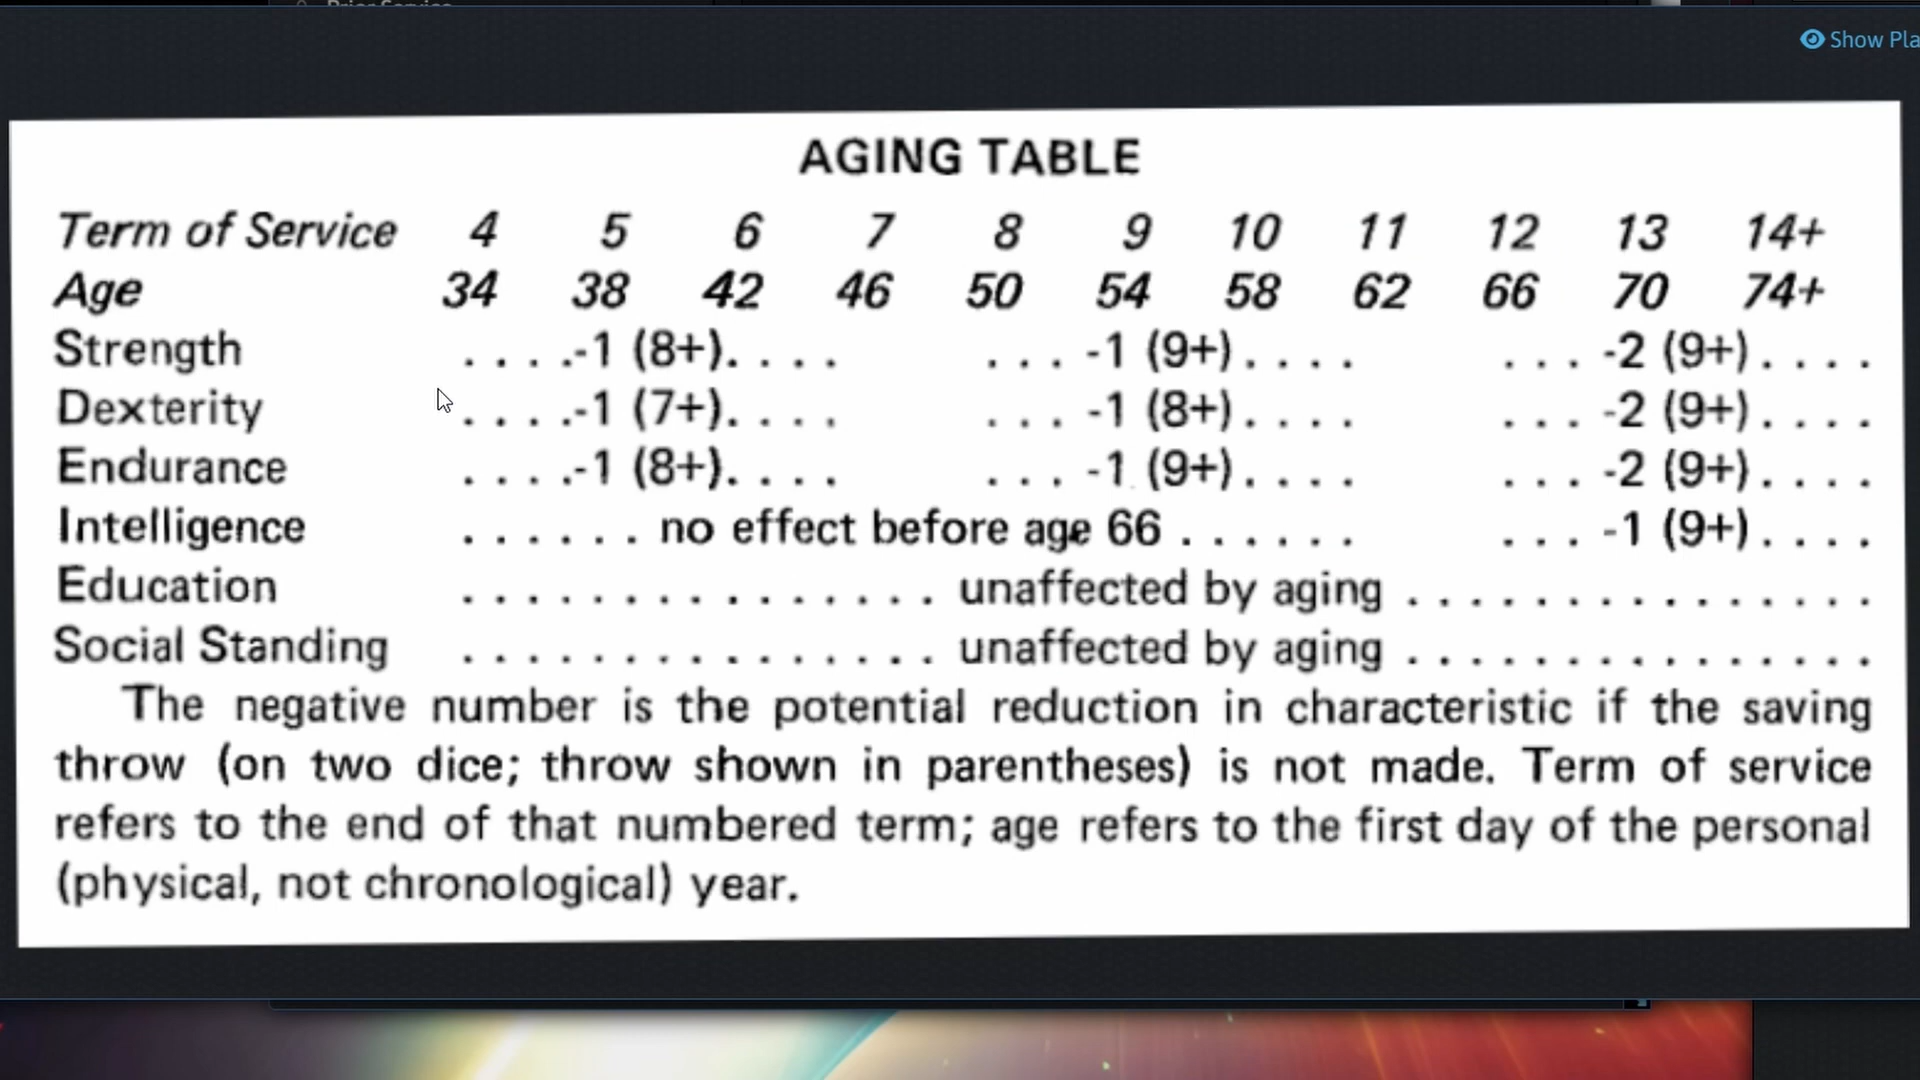 Show Pla
AGING TABLE
Term of Service 4 5 6 7 8 9 10 11 12 13 14+
Age 34 38 42 46 50 54 58 62 66 70 74+
Strength . . . .-1 (8+). . . . . . . -1 (9+) . . . . . . . -2 (9+) . . . .
Dexterity . . . .-1 (7+). . . . . . . -1 (8+) . . . . . . . -2 (9+) . . . .
Endurance . . . .-1 (8+). . . . . . . -1 (9+) . . . . . . . -2 (9+) . . . .
Intelligence . . . . . . no effect before age 66 . . . . . . . . . -1 (9+) . . . .
Education . . . . . . . . . . . . . . . unaffected by aging . . . . . . . . . . . . . . .
Social Standing . . . . . . . . . . . . . . . unaffected by aging . . . . . . . . . . . . . . .
The negative number is the potential reduction in characteristic if the saving
throw (on two dice; throw shown in parentheses) is not made. Term of service
refers to the end of that numbered term; age refers to the first day of the personal
(physical, not chronological) year.